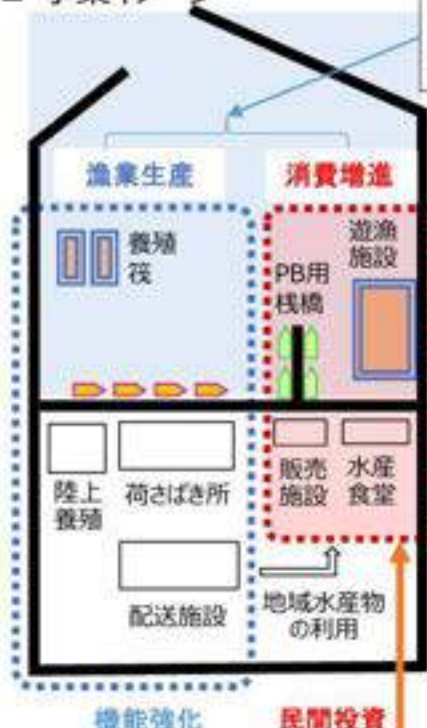 漁業生産
消費増進
養殖
筏
遊漁
施設
PB用
桟橋
陸上
養殖
荷さばき所
販売
施設
水産
食堂
配送施設
地域水産物
の利用
機能強化
民間投資